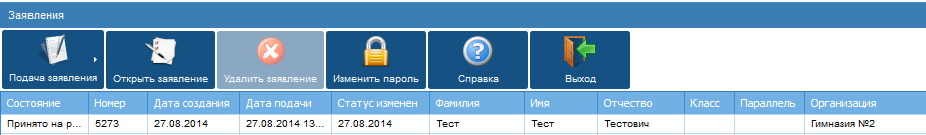 Заявления
Подача заявления Открыть заявление Удалить заявление Изменить пароль Справка Выход
Состояние Номер Дата создания Дата подачи Статус изменен Фамилия Имя Отчество Класс Параллель Организация
Принято на р... 5273 27.08.2014 27.08.2014 13... 27.08.2014 Тест Тест Тестович Гимназия №2